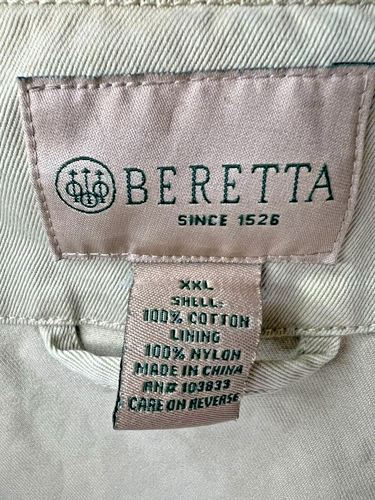 BERETTA
SINCE 1526
XXL
SHELL:
100% COTTON
LINING
100% NYLON
MADE IN CHINA
RN# 103833
CARE ON REVERSE